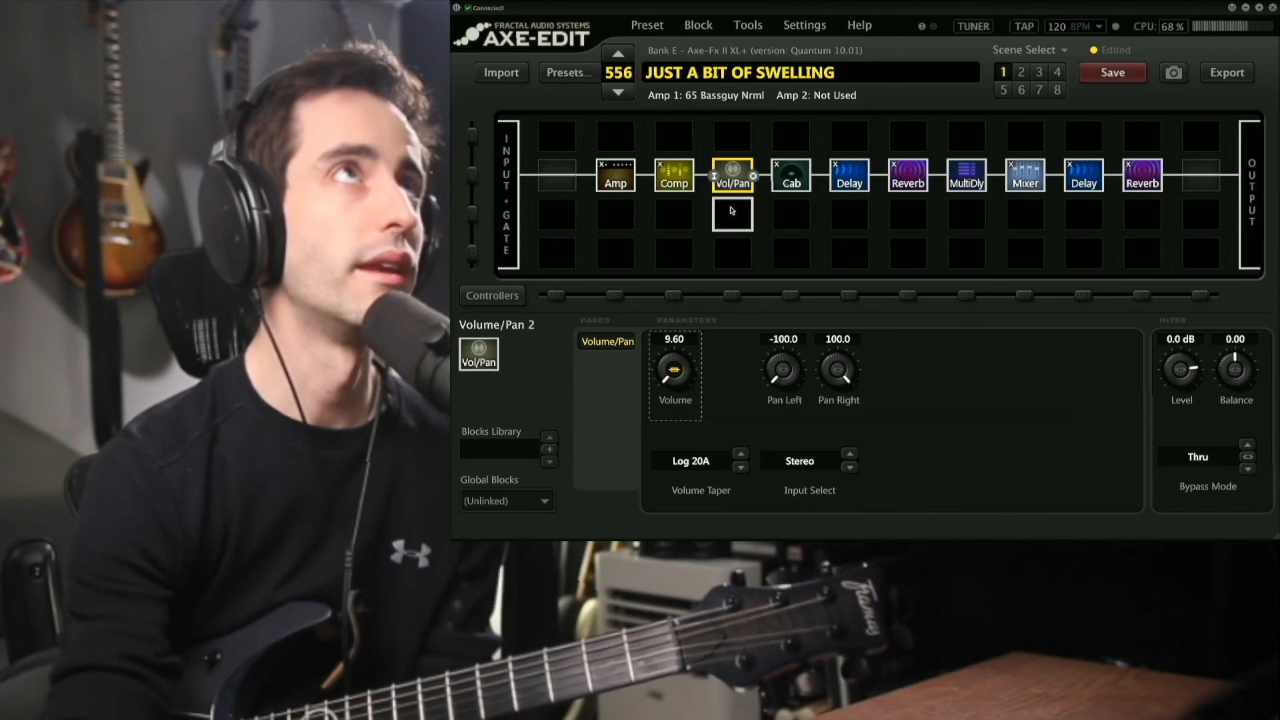 Connected!
FRACTAL AUDIO SYSTEMS
AXE-EDIT
Preset Block Tools Settings Help
TUNER TAP 120 BPM CPU: 68 %
Bank E - Axe-Fx II XL+ (version: Quantum 10.01)
Scene Select Edited
Import Presets... 556 JUST A BIT OF SWELLING 1 2 3 4 Save Export
5 6 7 8
Amp 1: 65 Bassguy Nrml Amp 2: Not Used
INPUT + GATE
Amp Comp Vol/Pan Cab Delay Reverb MultiDly Mixer Delay Reverb
OUTPUT
Controllers
Volume/Pan 2 PAGES PARAMETERS MIXER
Vol/Pan
Volume/Pan
9.60 -100.0 100.0 0.0 dB 0.00
Volume Pan Left Pan Right Level Balance
Blocks Library
Log 20A Stereo Thru
Global Blocks Volume Taper Input Select Bypass Mode
(Unlinked)
Framus